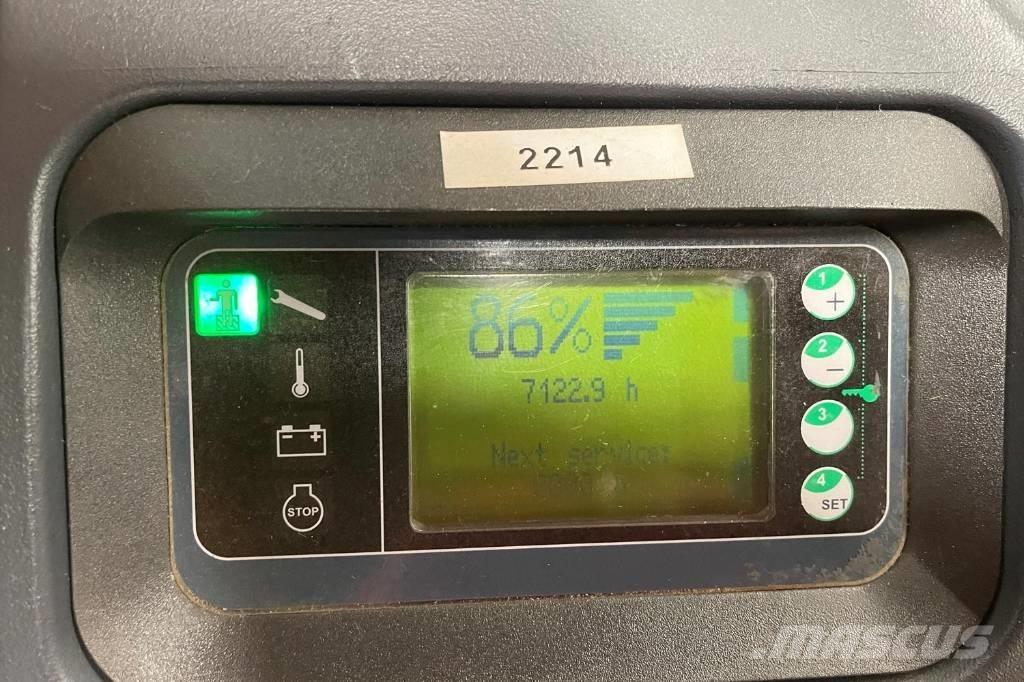 2214
86%
7122.9 h
Next service:
1
+
2
−
3
4
SET
- +
STOP
MASCUS